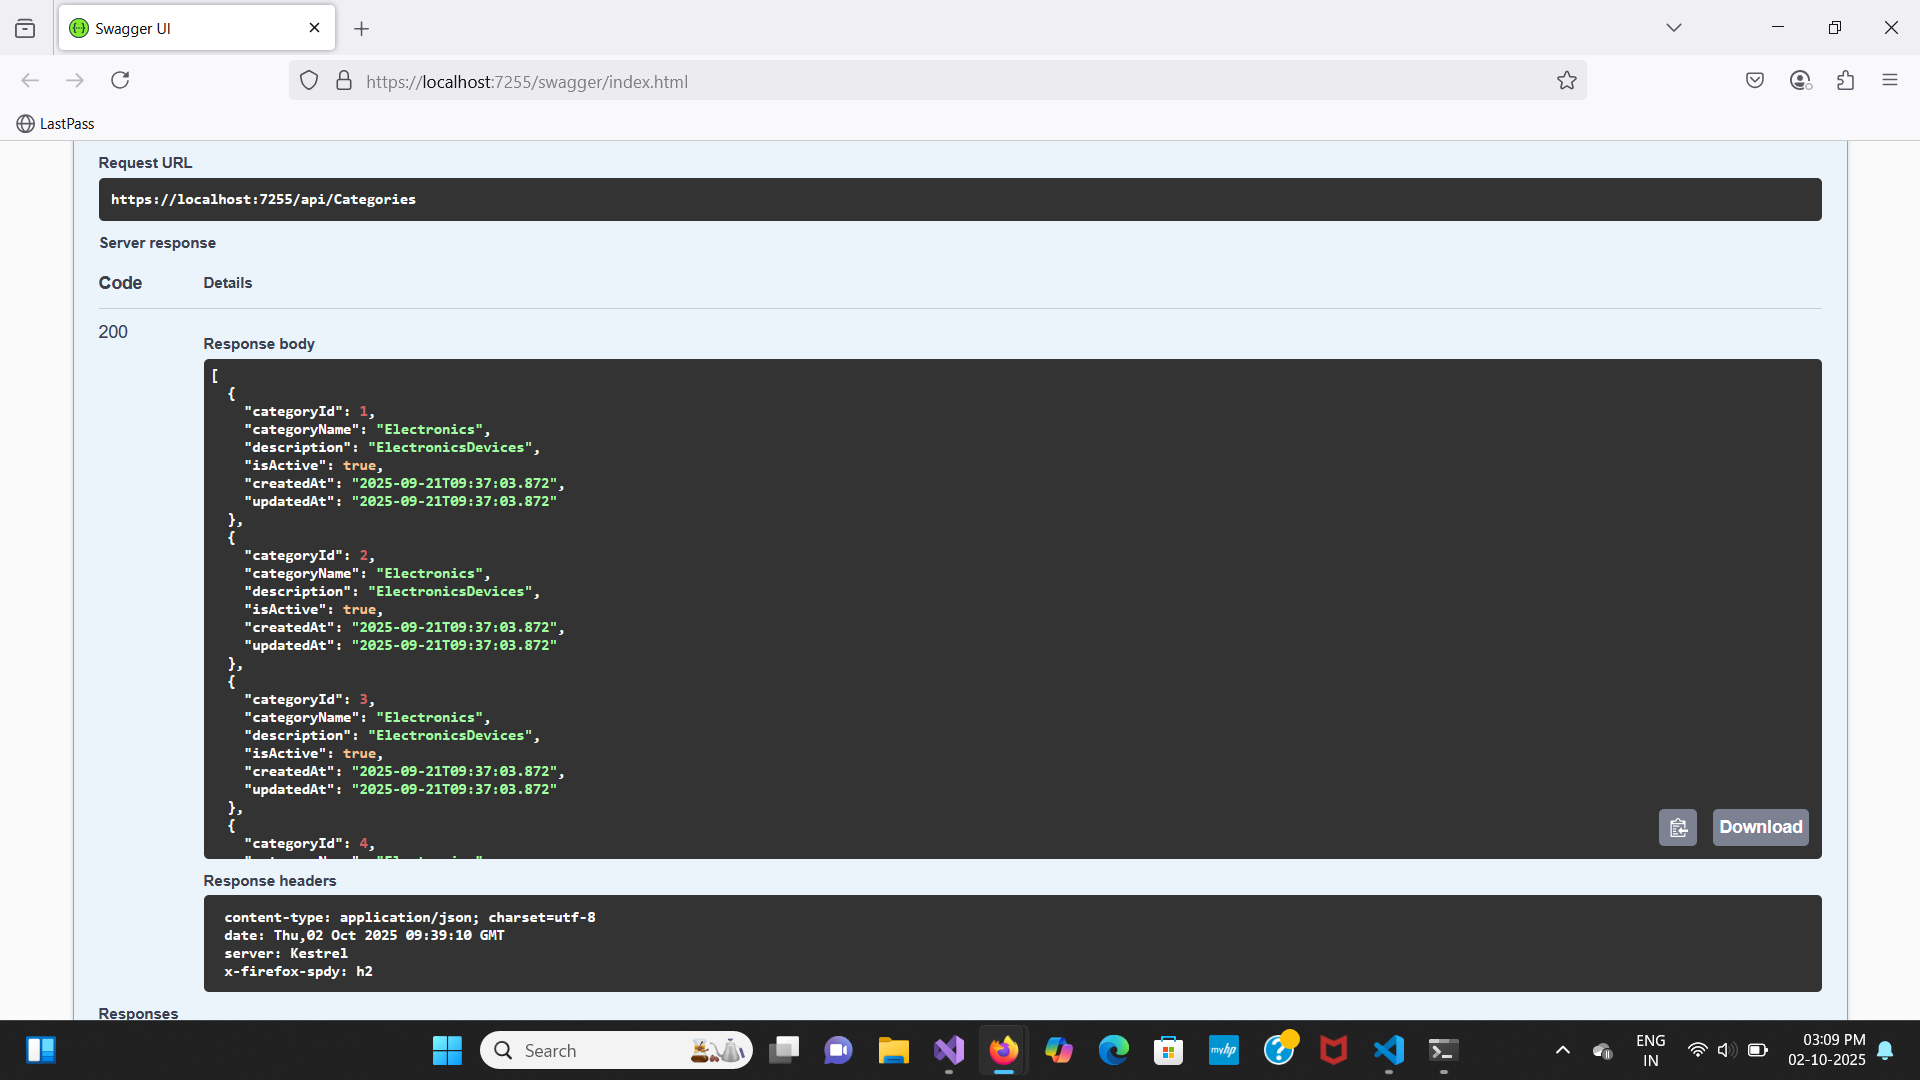 Swagger UI
https://localhost:7255/swagger/index.html
LastPass
Request URL
https://localhost:7255/api/Categories
Server response
Code Details
200
Response body
[
  {
    "categoryId": 1,
    "categoryName": "Electronics",
    "description": "ElectronicsDevices",
    "isActive": true,
    "createdAt": "2025-09-21T09:37:03.872",
    "updatedAt": "2025-09-21T09:37:03.872"
  },
  {
    "categoryId": 2,
    "categoryName": "Electronics",
    "description": "ElectronicsDevices",
    "isActive": true,
    "createdAt": "2025-09-21T09:37:03.872",
    "updatedAt": "2025-09-21T09:37:03.872"
  },
  {
    "categoryId": 3,
    "categoryName": "Electronics",
    "description": "ElectronicsDevices",
    "isActive": true,
    "createdAt": "2025-09-21T09:37:03.872",
    "updatedAt": "2025-09-21T09:37:03.872"
  },
  {
    "categoryId": 4,
Download
Response headers
content-type: application/json; charset=utf-8
date: Thu,02 Oct 2025 09:39:10 GMT
server: Kestrel
x-firefox-spdy: h2
Responses
Search
myhp
ENG
IN
03:09 PM
02-10-2025